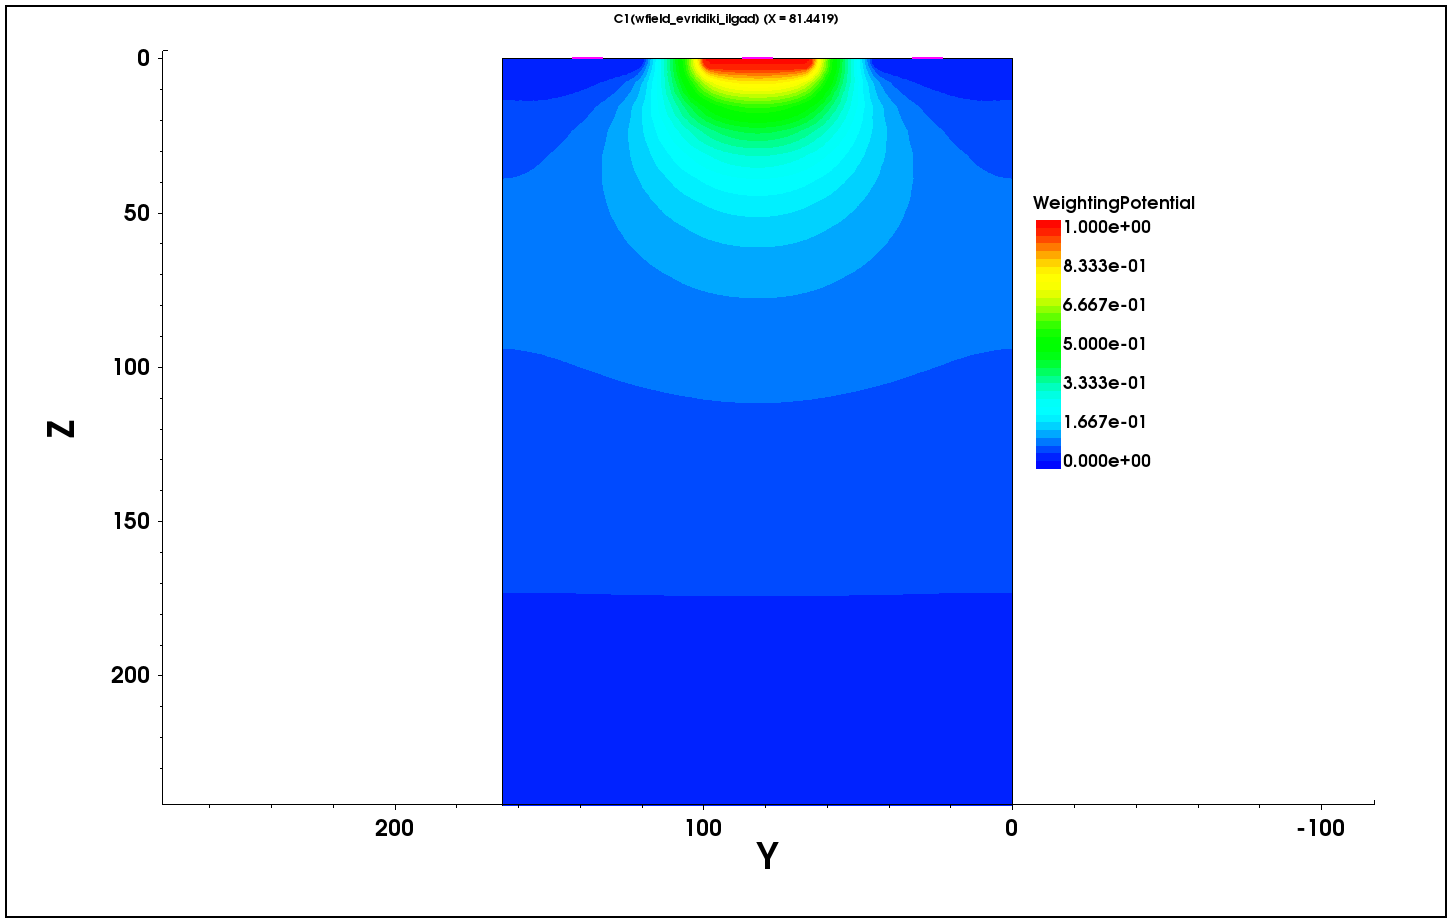 C1(wfield_evridiki_ilgad) (X = 81.4419)
0
50
100
150
200
Z
WeightingPotential
1.000e+00
8.333e-01
6.667e-01
5.000e-01
3.333e-01
1.667e-01
0.000e+00
200 100 0 -100
Y